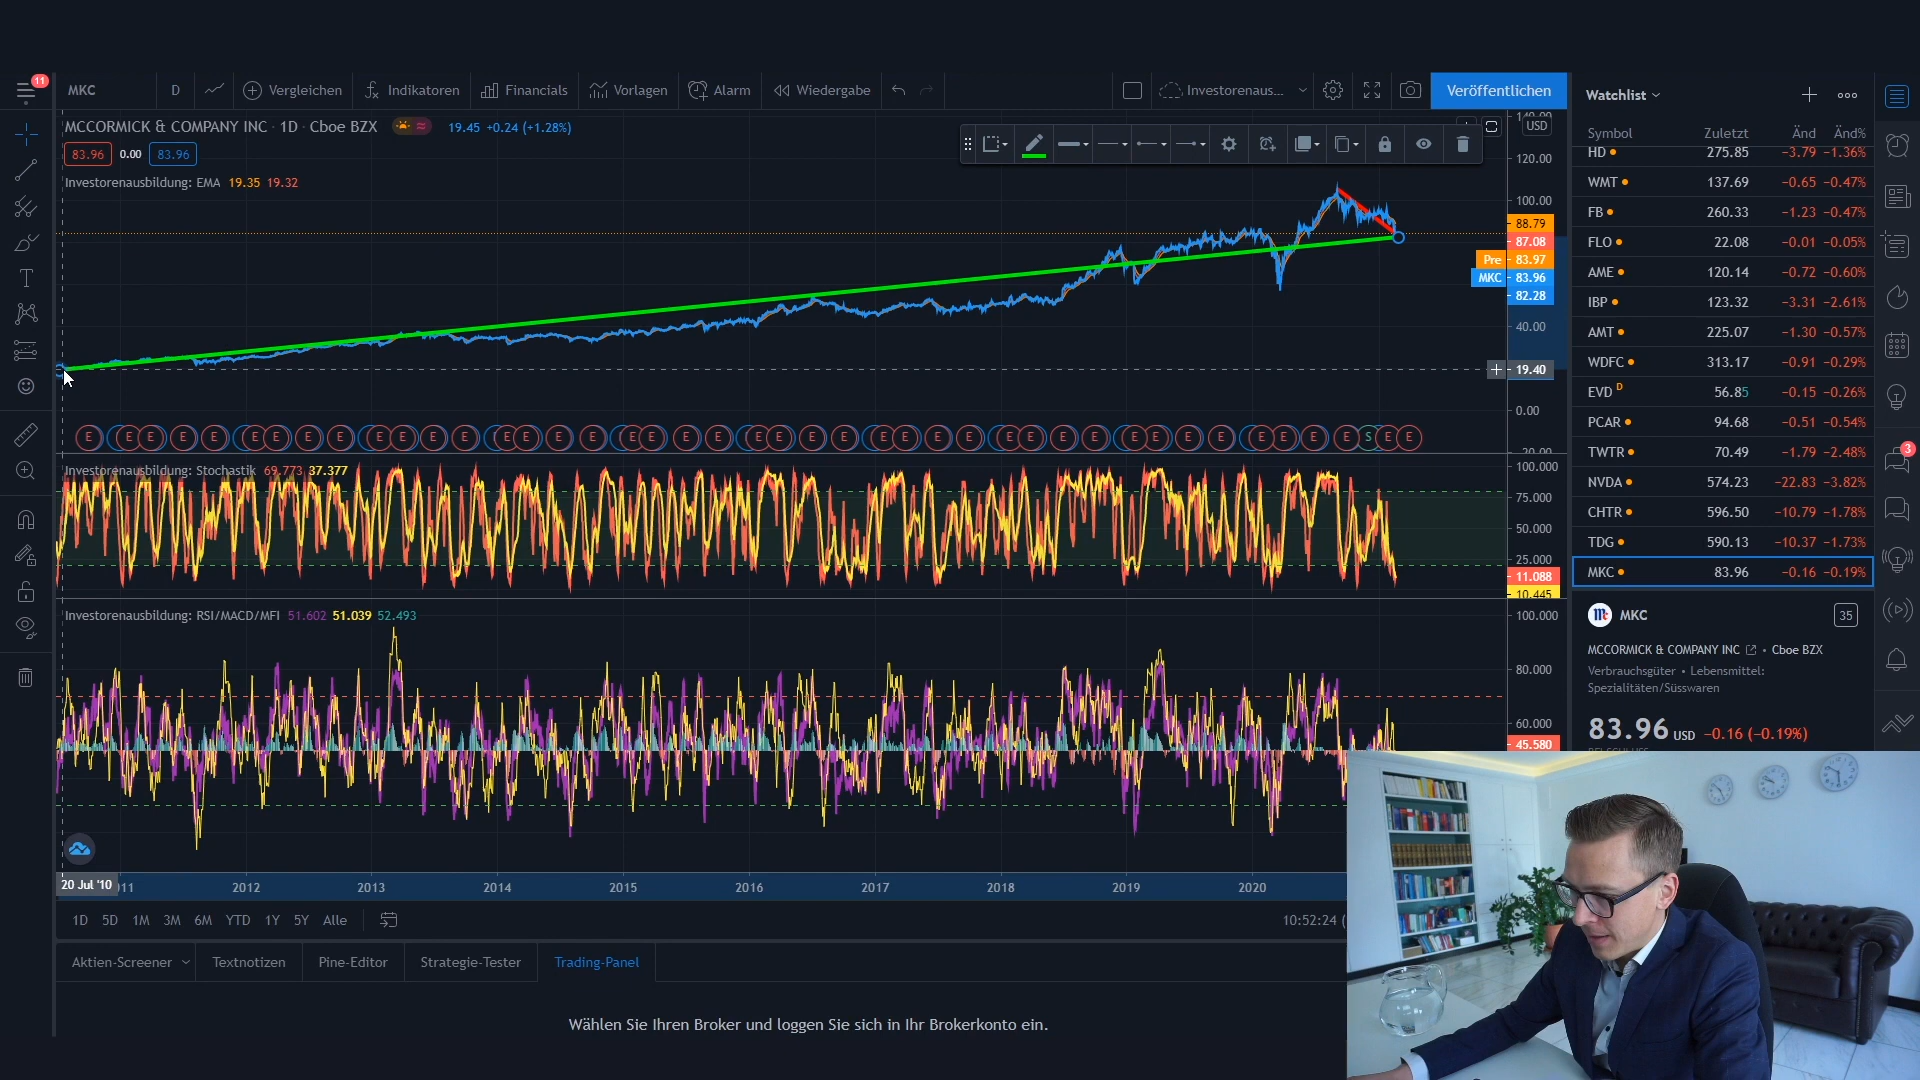 11
MKC D Vergleichen Indikatoren Financials Vorlagen Alarm Wiedergabe Investorenaus... Veröffentlichen
MCCORMICK & COMPANY INC · 1D · Cboe BZX 19.45 +0.24 (+1.28%)
83.96 0.00 83.96
Investorenausbildung: EMA 19.35 19.32
USD
120.00
100.00
88.79
87.08
Pre 83.97
MKC 83.96
82.28
40.00
19.40
0.00
E E E E E E E E E E E E E E E E E E E E E E E E E E E E E E E E E E E E E E E E E S E E
Investorenausbildung: Stochastik 69.773 37.377
100.000
75.000
50.000
25.000
11.088
10.445
Investorenausbildung: RSI/MACD/MFI 51.602 51.039 52.493
100.000
80.000
60.000
45.580
20 Jul '10 2012 2013 2014 2015 2016 2017 2018 2019 2020
1D 5D 1M 3M 6M YTD 1Y 5Y Alle 10:52:24 (
Aktien-Screener Textnotizen Pine-Editor Strategie-Tester Trading-Panel
Wählen Sie Ihren Broker und loggen Sie sich in Ihr Brokerkonto ein.
Watchlist
Symbol Zuletzt Änd Änd%
HD 275.85 −3.79 −1.36%
WMT 137.69 −0.65 −0.47%
FB 260.33 −1.23 −0.47%
FLO 22.08 −0.01 −0.05%
AME 120.14 −0.72 −0.60%
IBP 123.32 −3.31 −2.61%
AMT 225.07 −1.30 −0.57%
WDFC 313.17 −0.91 −0.29%
EVD D 56.85 −0.15 −0.26%
PCAR 94.68 −0.51 −0.54%
TWTR 70.49 −1.79 −2.48%
NVDA 574.23 −22.83 −3.82%
CHTR 596.50 −10.79 −1.78%
TDG 590.13 −10.37 −1.73%
MKC 83.96 −0.16 −0.19%
MKC 35
MCCORMICK & COMPANY INC • Cboe BZX
Verbrauchsgüter • Lebensmittel:
Spezialitäten/Süsswaren
83.96 USD −0.16 (−0.19%)
3